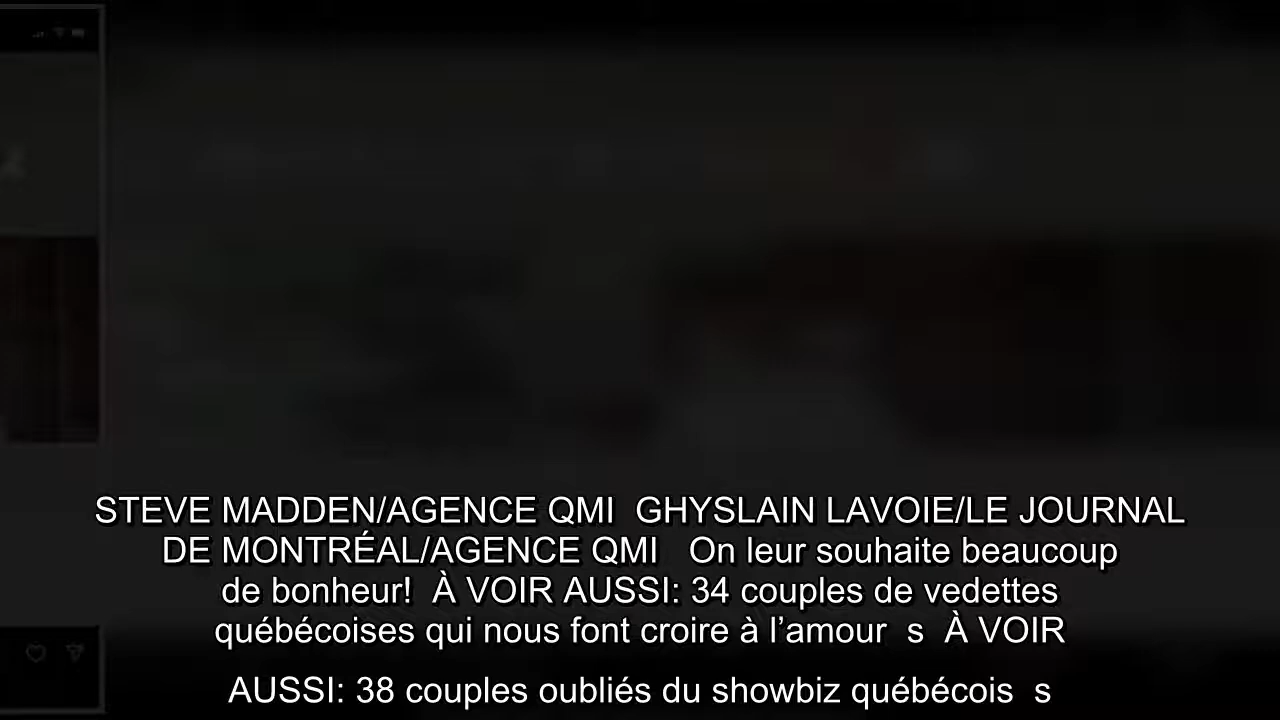 STEVE MADDEN/AGENCE QMI  GHYSLAIN LAVOIE/LE JOURNAL
DE MONTRÉAL/AGENCE QMI   On leur souhaite beaucoup
de bonheur!  À VOIR AUSSI: 34 couples de vedettes
québécoises qui nous font croire à l’amour  s  À VOIR
AUSSI: 38 couples oubliés du showbiz québécois  s